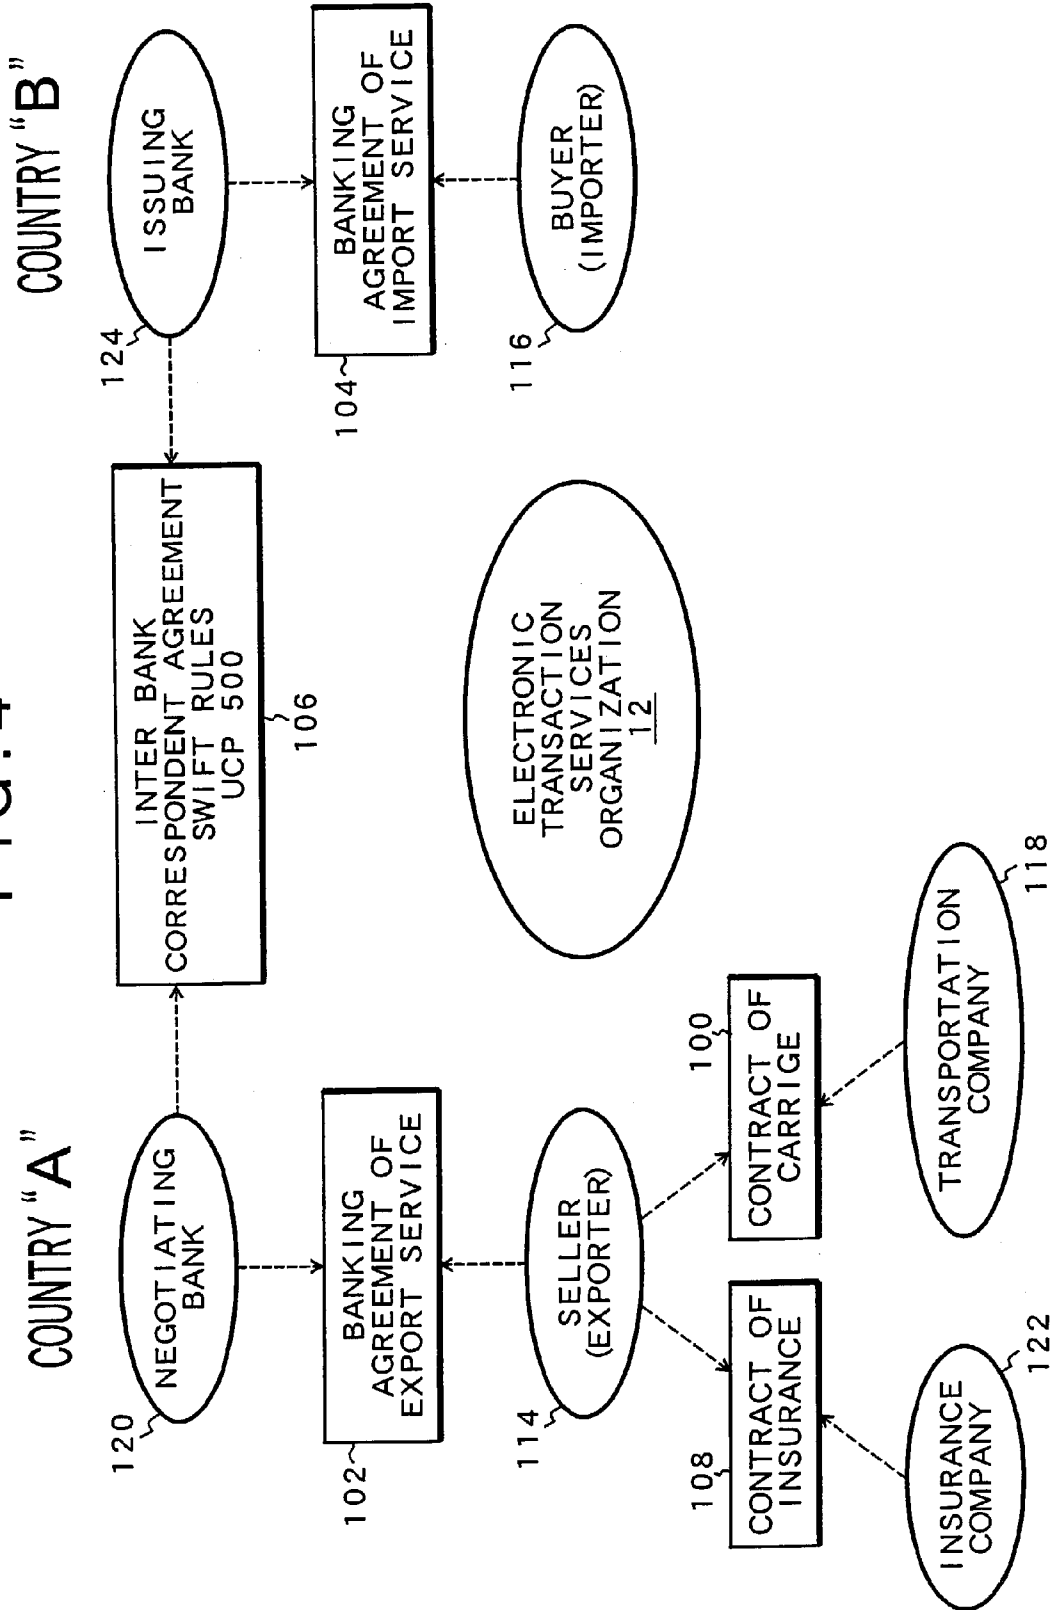 COUNTRY "A"
COUNTRY "B"
120
NEGOTIATING
BANK
INTER BANK
CORRESPONDENT AGREEMENT
SWIFT RULES
UCP 500
106
124
ISSUING
BANK
102
BANKING
AGREEMENT OF
EXPORT SERVICE
104
BANKING
AGREEMENT OF
IMPORT SERVICE
114
SELLER
(EXPORTER)
ELECTRONIC
TRANSACTION
SERVICES
ORGANIZATION
12
116
BUYER
(IMPORTER)
108
CONTRACT OF
INSURANCE
100
CONTRACT OF
CARRIGE
INSURANCE
COMPANY
122
TRANSPORTATION
COMPANY
118